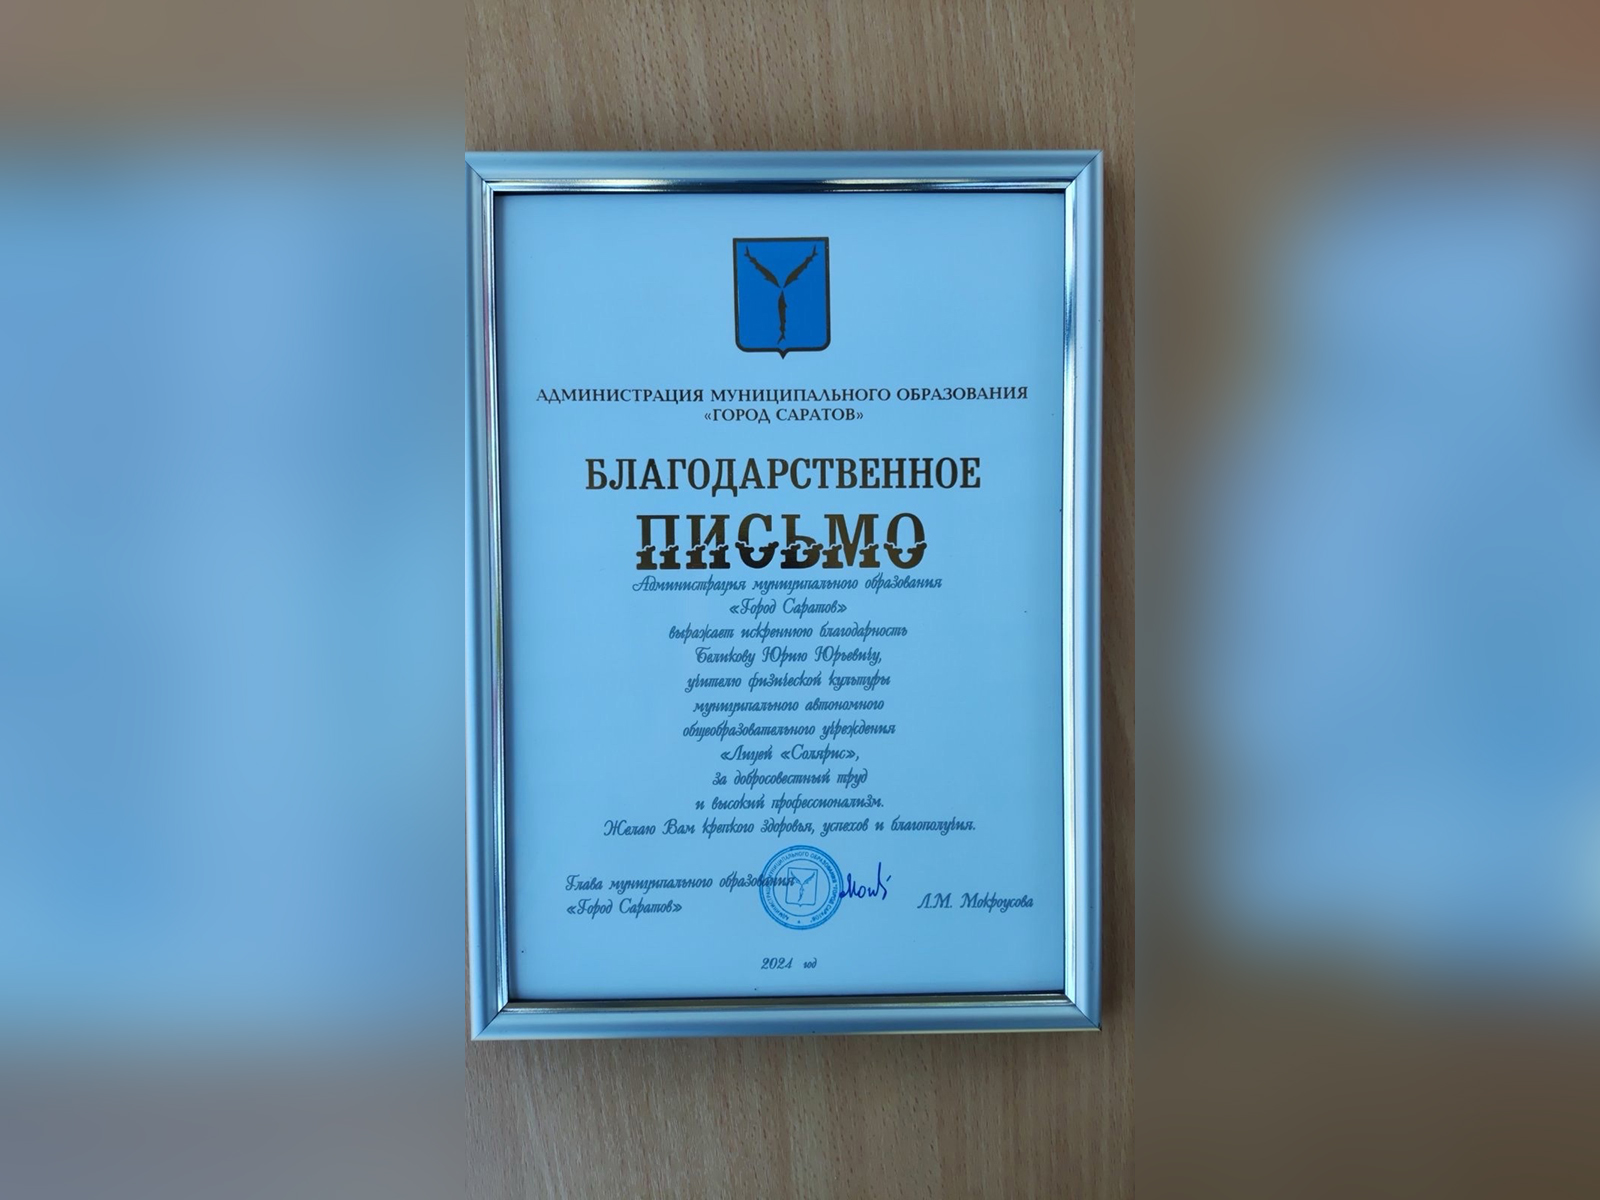 АДМИНИСТРАЦИЯ МУНИЦИПАЛЬНОГО ОБРАЗОВАНИЯ
«ГОРОД САРАТОВ»
БЛАГОДАРСТВЕННОЕ
ПИСЬМО
Администрация муниципального образования
«Город Саратов»
выражает искреннюю благодарность
Беликову Юрию Юрьевичу,
учителю физической культуры
муниципального автономного
общеобразовательного учреждения
«Лицей «Солярис»,
за добросовестный труд
и высокий профессионализм.
Желаю Вам крепкого здоровья, успехов и благополучия.
Глава муниципального образования
«Город Саратов»
Л.М. Мокроусова
2024 год